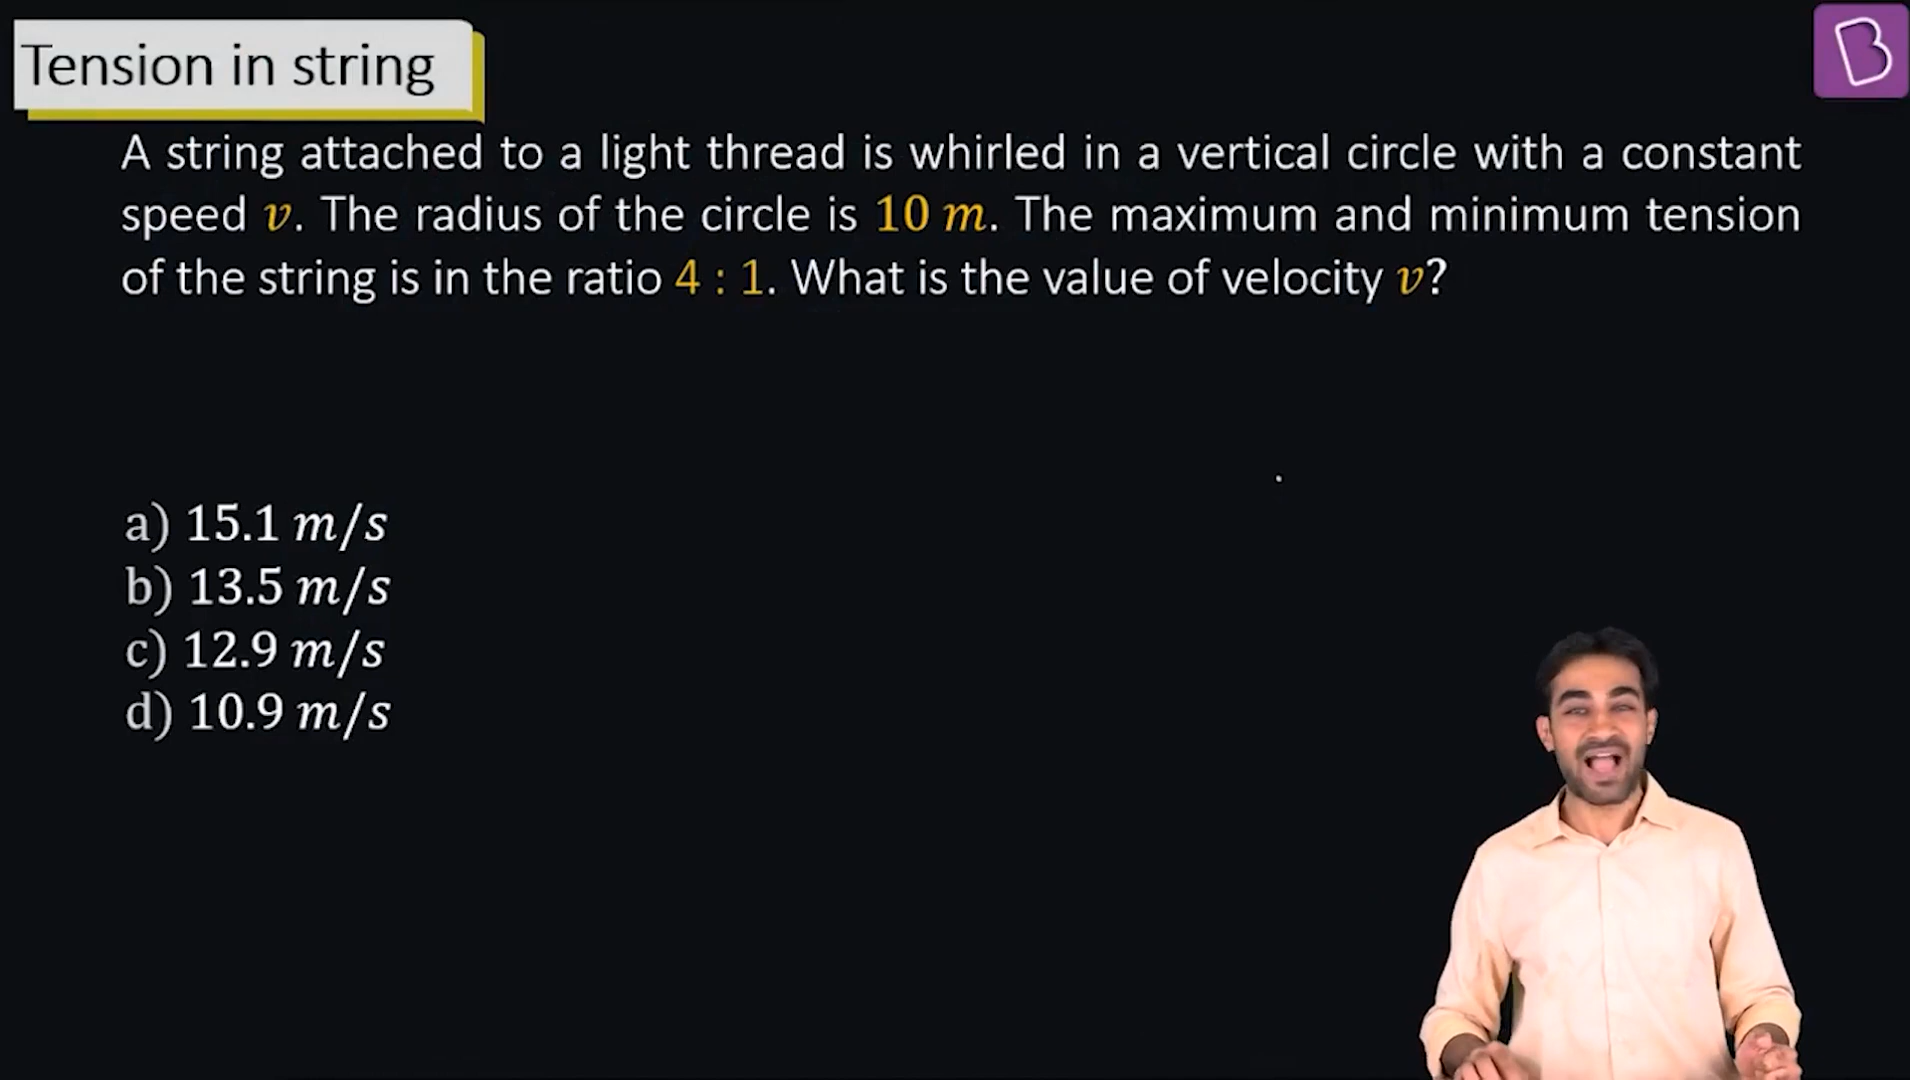 Tension in string
A string attached to a light thread is whirled in a vertical circle with a constant
speed v. The radius of the circle is 10 m. The maximum and minimum tension
of the string is in the ratio 4 : 1. What is the value of velocity v?
a) 15.1 m/s
b) 13.5 m/s
c) 12.9 m/s
d) 10.9 m/s